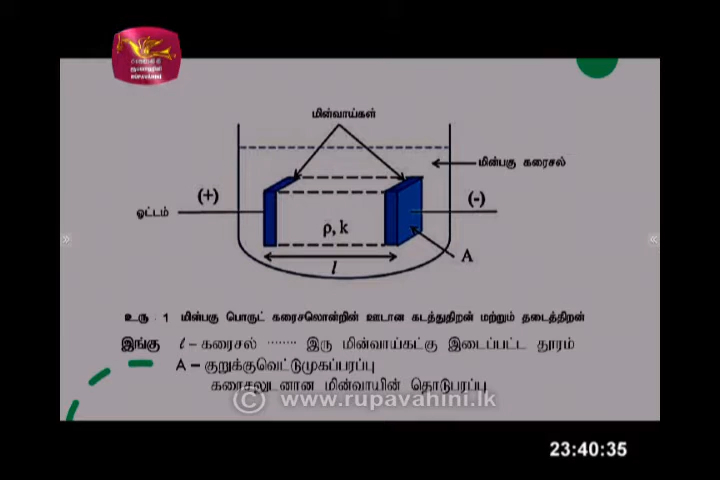 RUPAVAHINI
மின்வாய்கள்
மின்பகு கரைசல்
(+)
(-)
ஓட்டம்
ρ, k
A
l
உரு 1 மின்பகு பொருட் கரைசலொன்றின் ஊடான கடத்துதிறன் மற்றும் தடைத்திறன்
இங்கு l – கரைசல் ........ இரு மின்வாய்கட்கு இடைப்பட்ட தூரம்
A – குறுக்குவெட்டுமுகப்பரப்பு
கரைசலுடனான மின்வாயின் தொடுபரப்பு
© www.rupavahini.lk
23:40:35